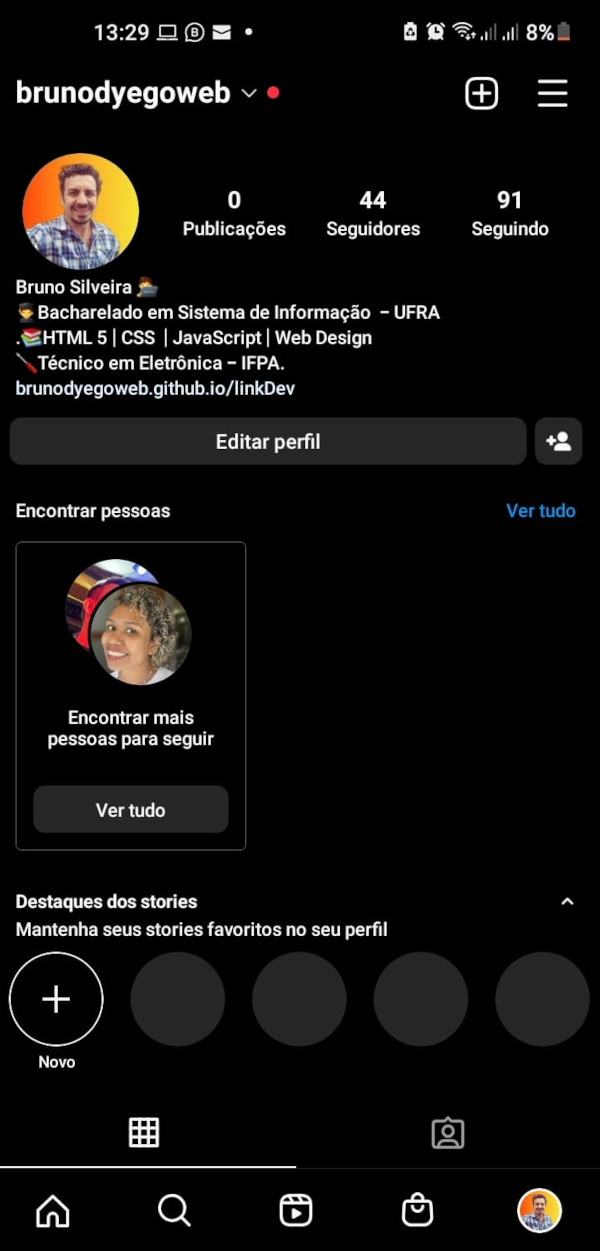 13:29 8%
brunodyegoweb
0 44 91
Publicações Seguidores Seguindo
Bruno Silveira 👨‍💻
👨‍🎓Bacharelado em Sistema de Informação – UFRA
.📚HTML 5 | CSS | JavaScript | Web Design
🪛Técnico em Eletrônica – IFPA.
brunodyegoweb.github.io/linkDev
Editar perfil
Encontrar pessoas Ver tudo
Encontrar mais
pessoas para seguir
Ver tudo
Destaques dos stories
Mantenha seus stories favoritos no seu perfil
Novo